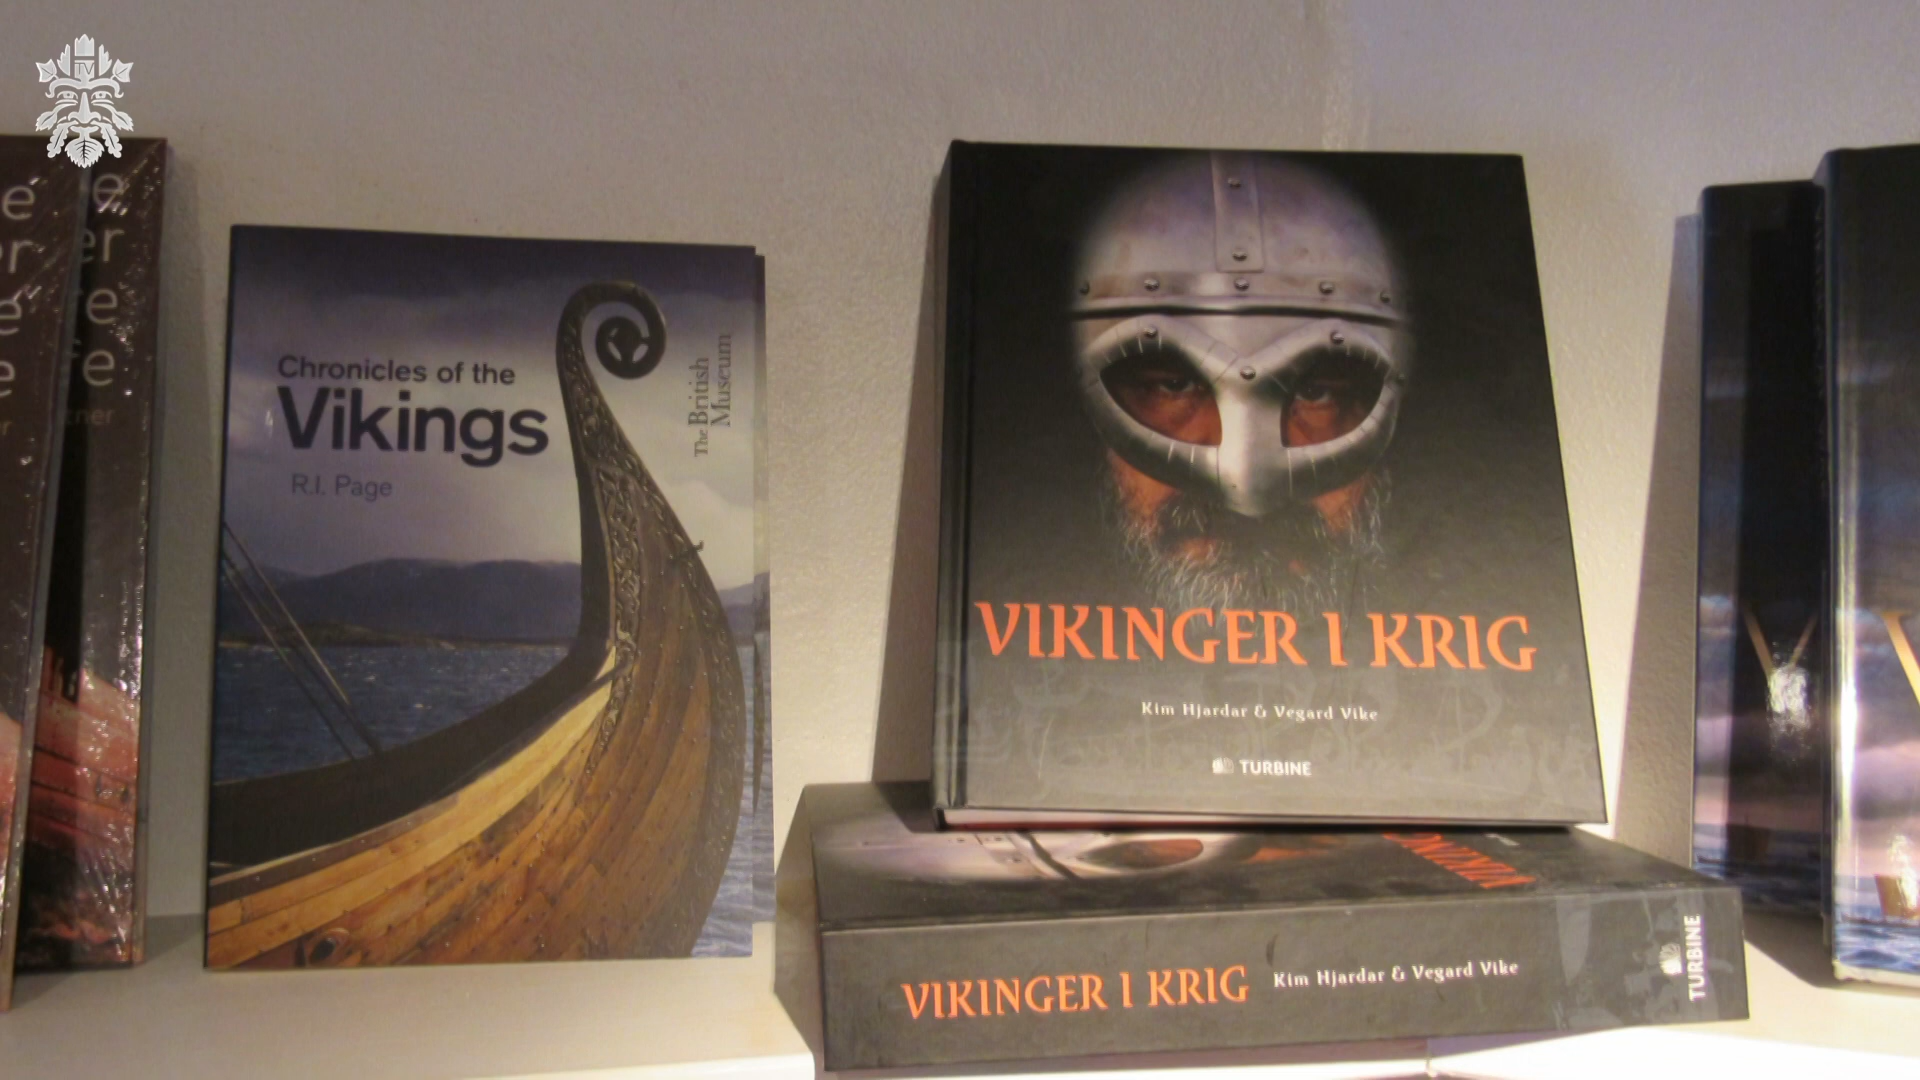 TV
Chronicles of the
Vikings
R.I. Page
The British
Museum
VIKINGER I KRIG
Kim Hjardar & Vegard Vike
TURBINE
VIKINGER I KRIG Kim Hjardar & Vegard Vike TURBINE